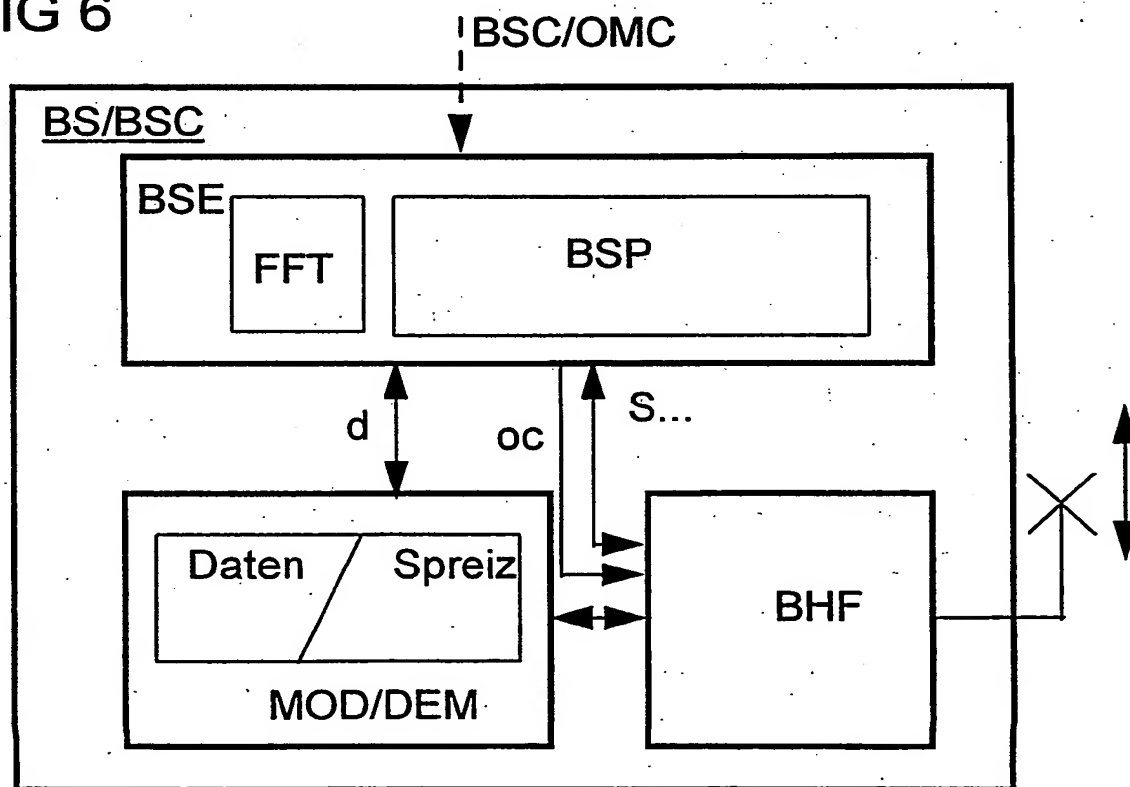 IG 6
BSC/OMC
BS/BSC
BSE
FFT
BSP
d
oc
S...
Daten
Spreiz
BHF
MOD/DEM